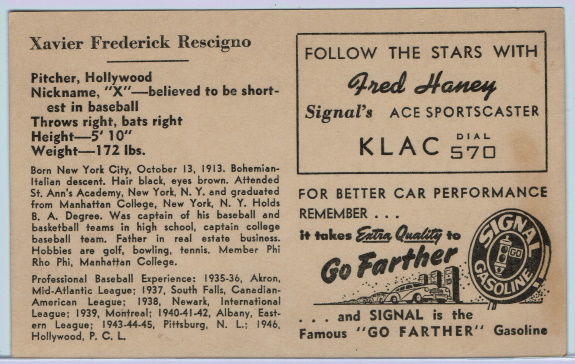 Xavier Frederick Rescigno
Pitcher, Hollywood
Nickname, "X"—believed to be short-
est in baseball
Throws right, bats right
Height—5' 10"
Weight—172 lbs.
Born New York City, October 13, 1913. Bohemian-
Italian descent. Hair black, eyes brown. Attended
St. Ann's Academy, New York, N. Y. and graduated
from Manhattan College, New York, N. Y. Holds
B. A. Degree. Was captain of his baseball and
basketball teams in high school, captain college
baseball team. Father in real estate business.
Hobbies are golf, bowling, tennis. Member Phi
Rho Phi, Manhattan College.
Professional Baseball Experience: 1935-36, Akron,
Mid-Atlantic League; 1937, South Falls, Canadian-
American League; 1938, Newark, International
League; 1939, Montreal; 1940-41-42, Albany, East-
ern League; 1943-44-45, Pittsburg, N. L.; 1946,
Hollywood, P. C. L.
FOLLOW THE STARS WITH
Fred Haney
Signal's ACE SPORTSCASTER
KLAC DIAL 570
FOR BETTER CAR PERFORMANCE
REMEMBER . . .
it takes Extra Quality to
Go Farther
SIGNAL
GO
GASOLINE
. . . and SIGNAL is the
Famous "GO FARTHER" Gasoline